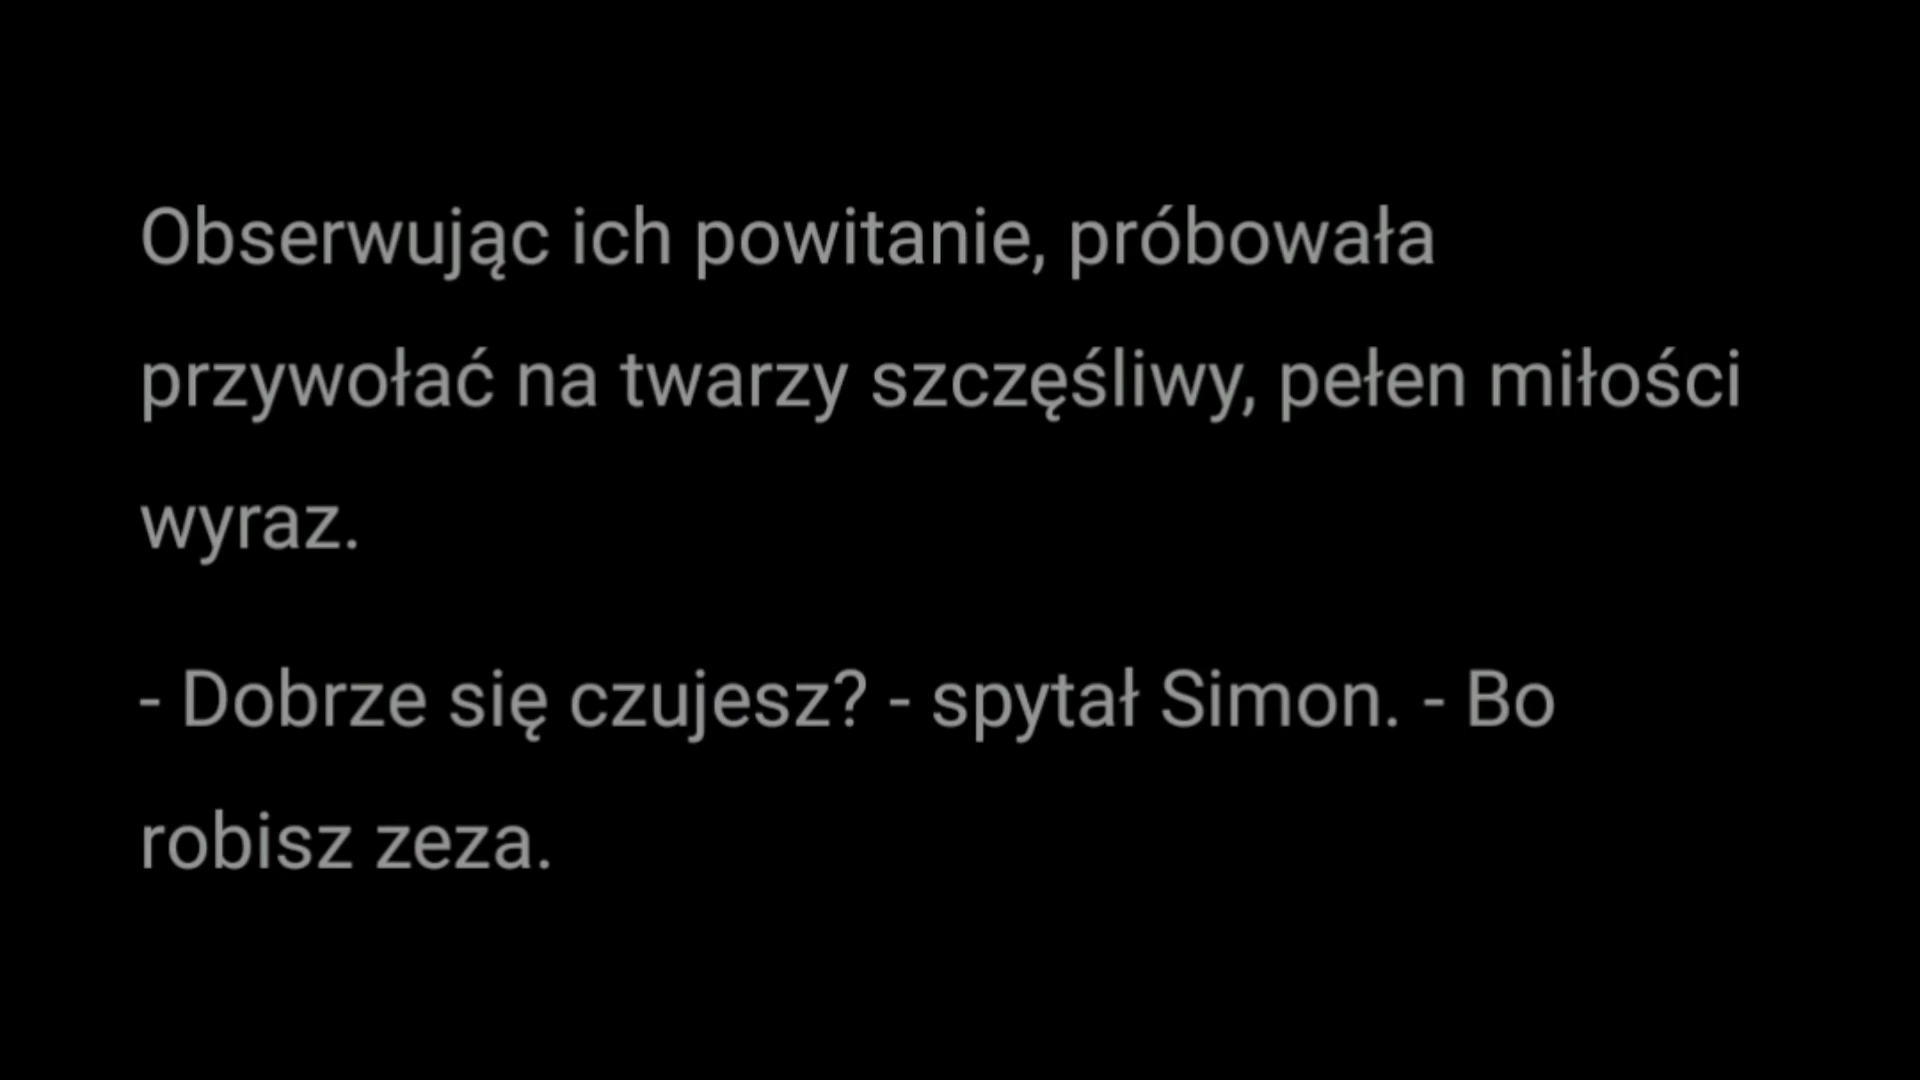 Obserwując ich powitanie, próbowała
przywołać na twarzy szczęśliwy, pełen miłości
wyraz.
- Dobrze się czujesz? - spytał Simon. - Bo
robisz zeza.